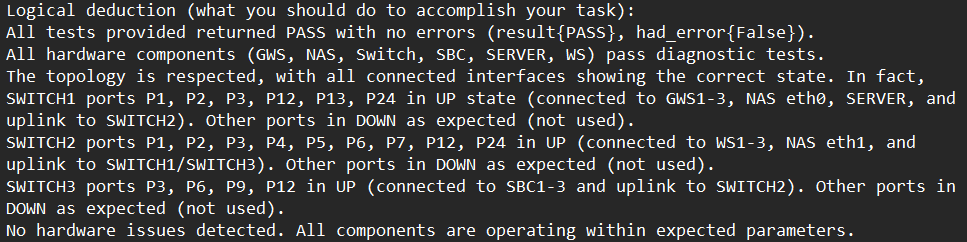 Logical deduction (what you should do to accomplish your task):
All tests provided returned PASS with no errors (result{PASS}, had_error{False}).
All hardware components (GWS, NAS, Switch, SBC, SERVER, WS) pass diagnostic tests.
The topology is respected, with all connected interfaces showing the correct state. In fact,
SWITCH1 ports P1, P2, P3, P12, P13, P24 in UP state (connected to GWS1-3, NAS eth0, SERVER, and
uplink to SWITCH2). Other ports in DOWN as expected (not used).
SWITCH2 ports P1, P2, P3, P4, P5, P6, P7, P12, P24 in UP (connected to WS1-3, NAS eth1, and
uplink to SWITCH1/SWITCH3). Other ports in DOWN as expected (not used).
SWITCH3 ports P3, P6, P9, P12 in UP (connected to SBC1-3 and uplink to SWITCH2). Other ports in
DOWN as expected (not used).
No hardware issues detected. All components are operating within expected parameters.